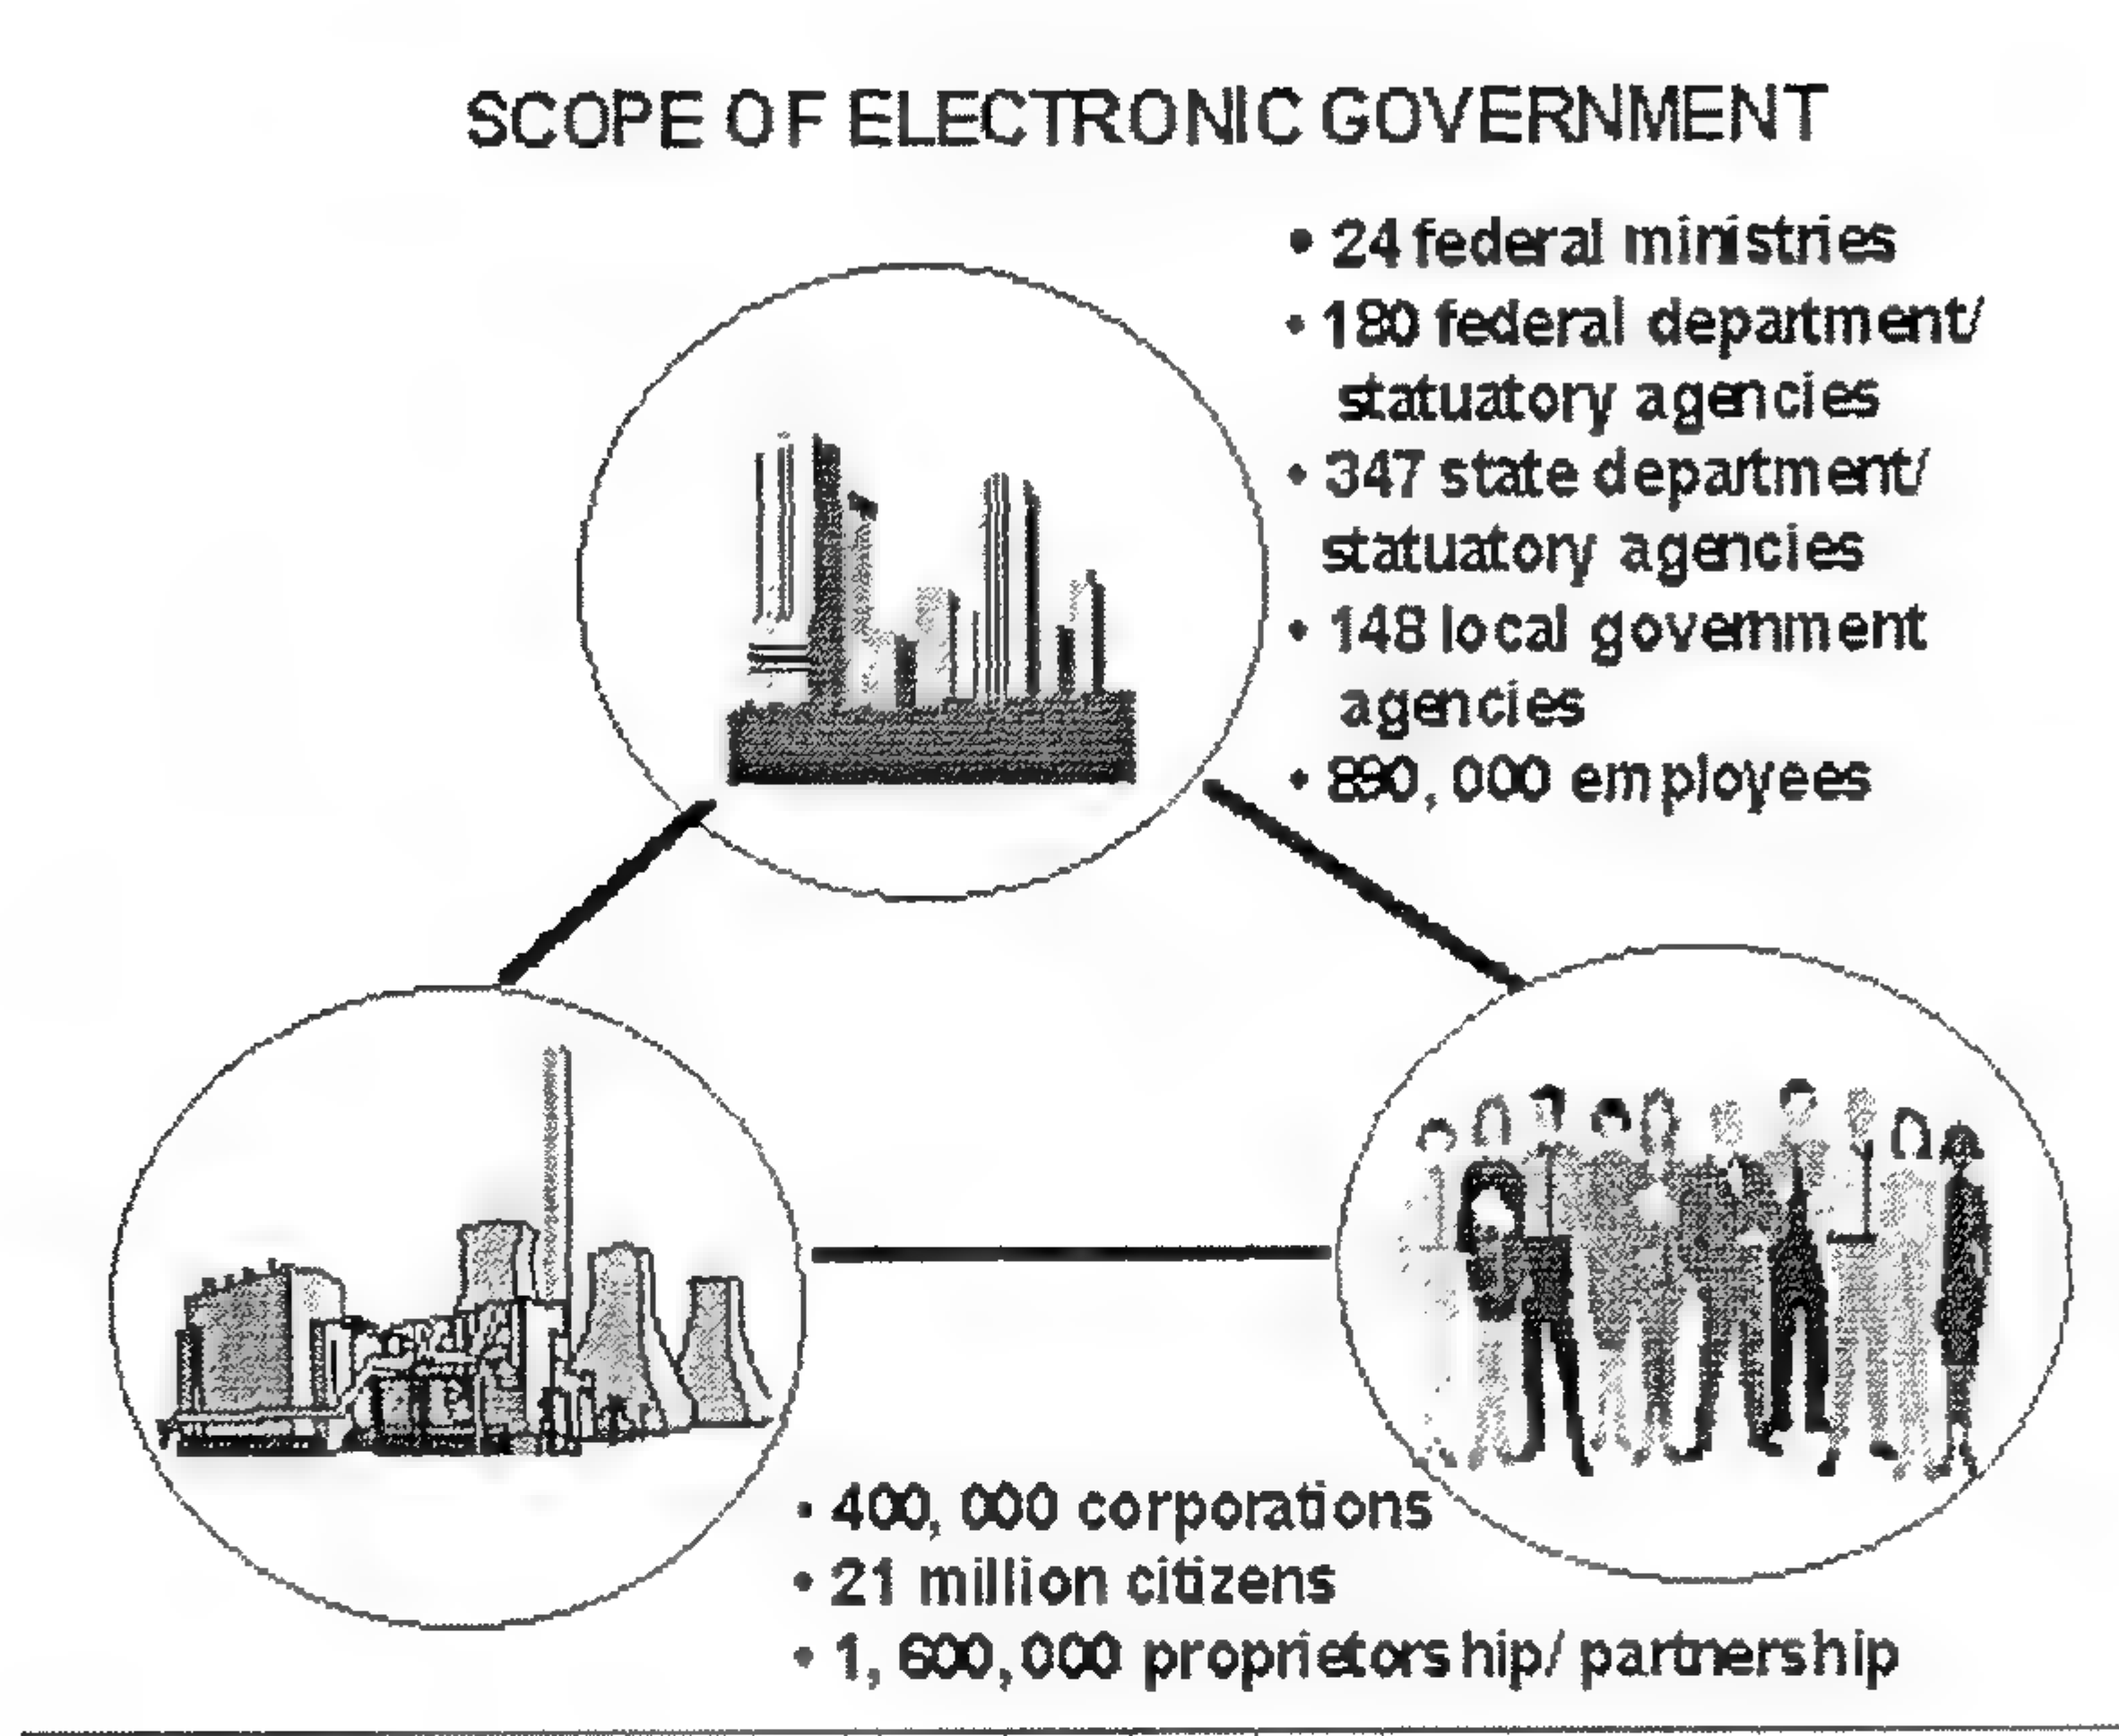 SCOPE OF ELECTRONIC GOVERNMENT
• 24 federal ministries
• 180 federal department/
statuatory agencies
• 347 state department/
statuatory agencies
• 148 local government
agencies
• 000 employees
• 400, 000 corporations
• 21 million citizens
• 1, 600,000 proprietorship/ partnership